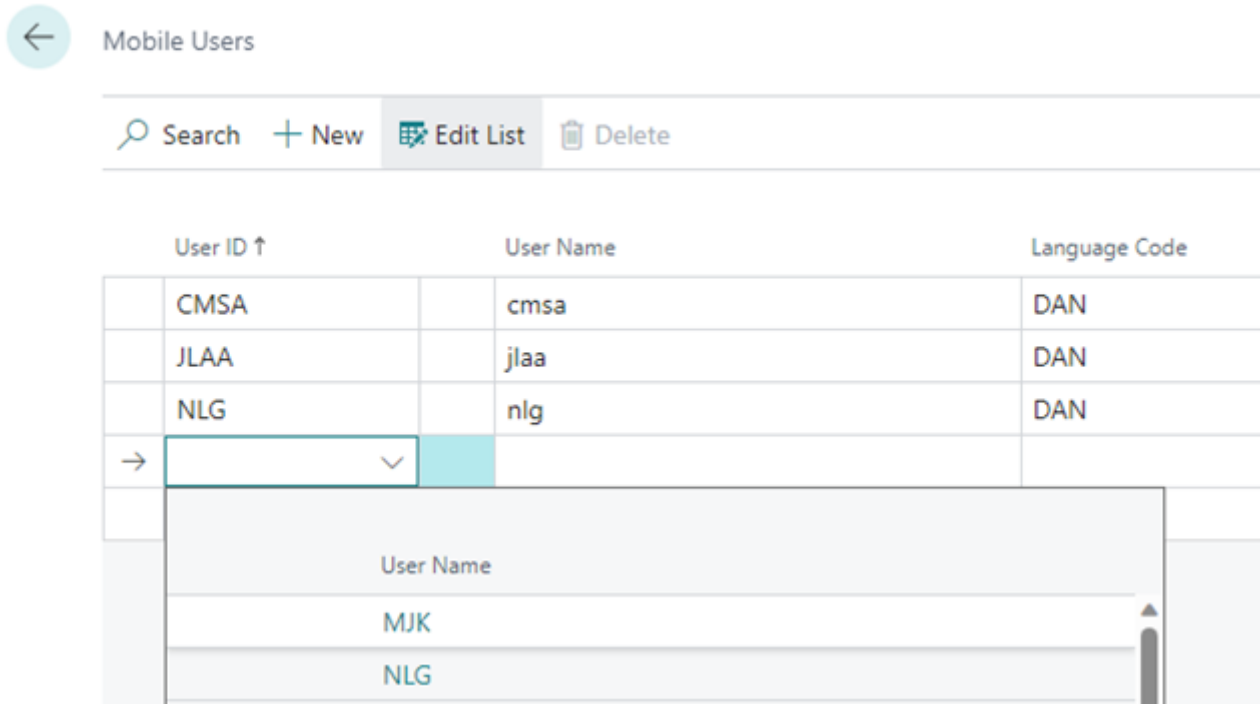 Mobile Users
Search New Edit List Delete
User ID ↑ User Name Language Code
CMSA cmsa DAN
JLAA jlaa DAN
NLG nlg DAN
User Name
MJK
NLG